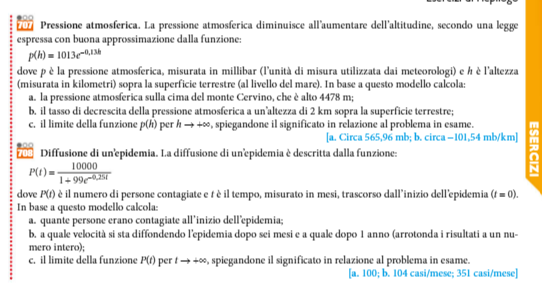 707 Pressione atmosferica. La pressione atmosferica diminuisce all'aumentare dell'altitudine, secondo una legge
espressa con buona approssimazione dalla funzione:
p(h) = 1013e^{-0,13h}
dove p è la pressione atmosferica, misurata in millibar (l'unità di misura utilizzata dai meteorologi) e h è l'altezza
(misurata in kilometri) sopra la superficie terrestre (al livello del mare). In base a questo modello calcola:
a. la pressione atmosferica sulla cima del monte Cervino, che è alto 4478 m;
b. il tasso di decrescita della pressione atmosferica a un'altezza di 2 km sopra la superficie terrestre;
c. il limite della funzione p(h) per h → +∞, spiegandone il significato in relazione al problema in esame.
[a. Circa 565,96 mb; b. circa −101,54 mb/km]
708 Diffusione di un'epidemia. La diffusione di un'epidemia è descritta dalla funzione:
P(t) = 10000 / (1 + 99e^{-0,25t})
dove P(t) è il numero di persone contagiate e t è il tempo, misurato in mesi, trascorso dall'inizio dell'epidemia (t = 0).
In base a questo modello calcola:
a. quante persone erano contagiate all'inizio dell'epidemia;
b. a quale velocità si sta diffondendo l'epidemia dopo sei mesi e a quale dopo 1 anno (arrotonda i risultati a un nu-
mero intero);
c. il limite della funzione P(t) per t → +∞, spiegandone il significato in relazione al problema in esame.
[a. 100; b. 104 casi/mese; 351 casi/mese]
ESERCIZI